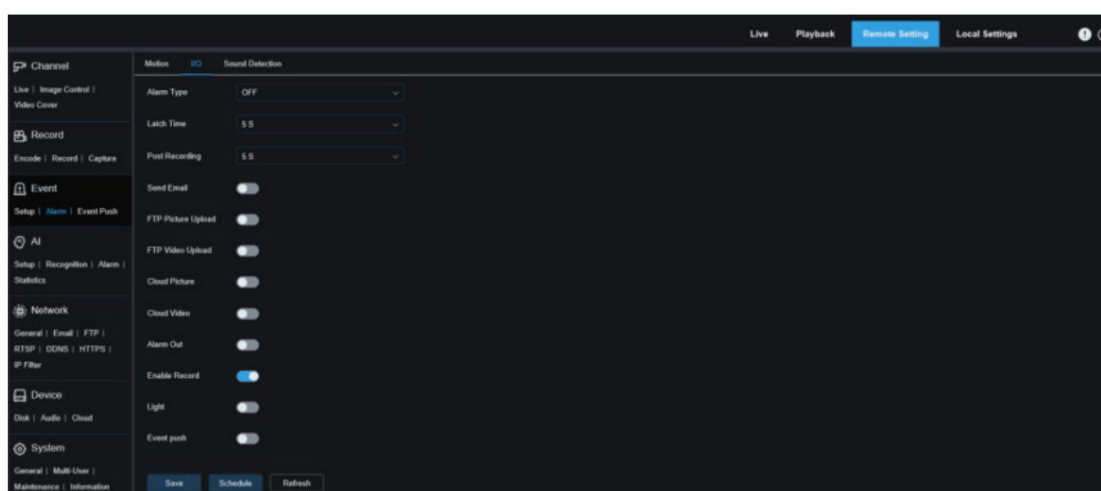 Live Playback Remote Setting Local Settings
Channel
Live | Image Control |
Video Cover
Record
Encode | Record | Capture
Event
Setup | Alarm | Event Push
AI
Setup | Recognition | Alarm |
Statistics
Network
General | Email | FTP |
RTSP | DDNS | HTTPS |
IP Filter
Device
Disk | Audio | Cloud
System
General | Multi-User |
Maintenance | Information
Motion I/O Sound Detection
Alarm Type OFF
Latch Time 5 S
Post Recording 5 S
Send Email
FTP Picture Upload
FTP Video Upload
Cloud Picture
Cloud Video
Alarm Out
Enable Record
Light
Event push
Save Schedule Refresh